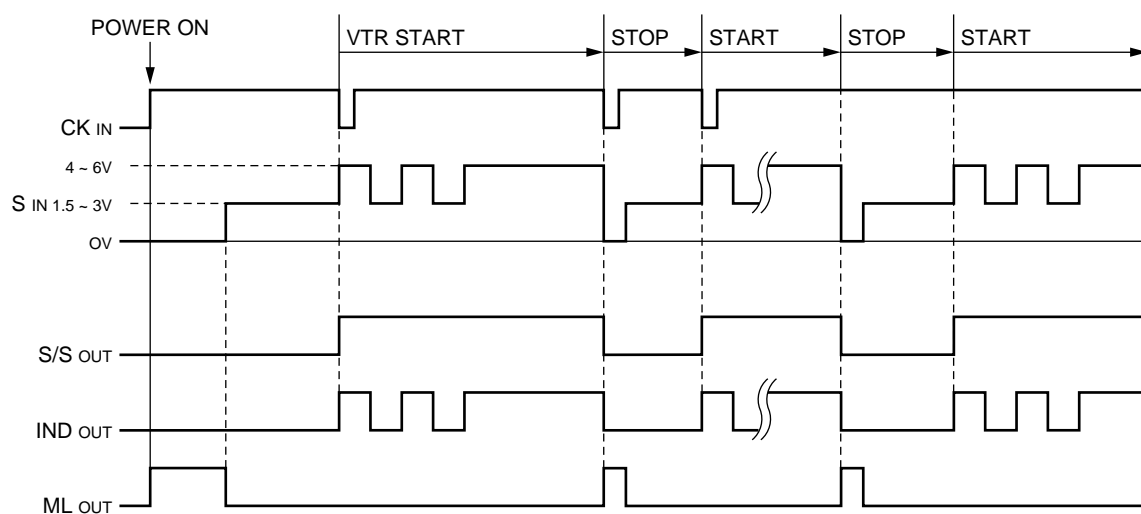 POWER ON
VTR START STOP START STOP START
CK IN
4 ~ 6V
S IN 1.5 ~ 3V
OV
S/S OUT
IND OUT
ML OUT